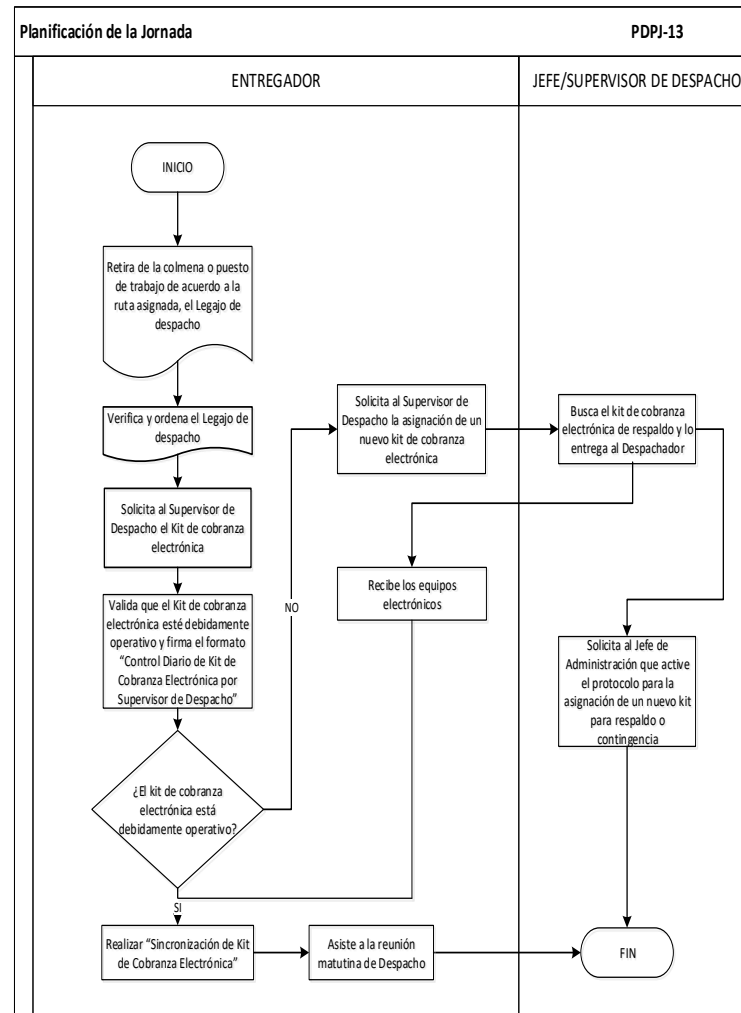 Planificación de la Jornada
PDPJ-13
ENTREGADOR
JEFE/SUPERVISOR DE DESPACHO
INICIO
Retira de la colmena o puesto
de trabajo de acuerdo a la
ruta asignada, el Legajo de
despacho
Verifica y ordena el Legajo de
despacho
Solicita al Supervisor de
Despacho el Kit de cobranza
electrónica
Valida que el Kit de cobranza
electrónica esté debidamente
operativo y firma el formato
“Control Diario de Kit de
Cobranza Electrónica por
Supervisor de Despacho”
¿El kit de cobranza
electrónica está
debidamente operativo?
NO
Solicita al Supervisor de
Despacho la asignación de un
nuevo kit de cobranza
electrónica
Busca el kit de cobranza
electrónica de respaldo y lo
entrega al Despachador
Recibe los equipos
electrónicos
Solicita al Jefe de
Administración que active
el protocolo para la
asignación de un nuevo kit
para respaldo o
contingencia
SI
Realizar “Sincronización de Kit
de Cobranza Electrónica”
Asiste a la reunión
matutina de Despacho
FIN